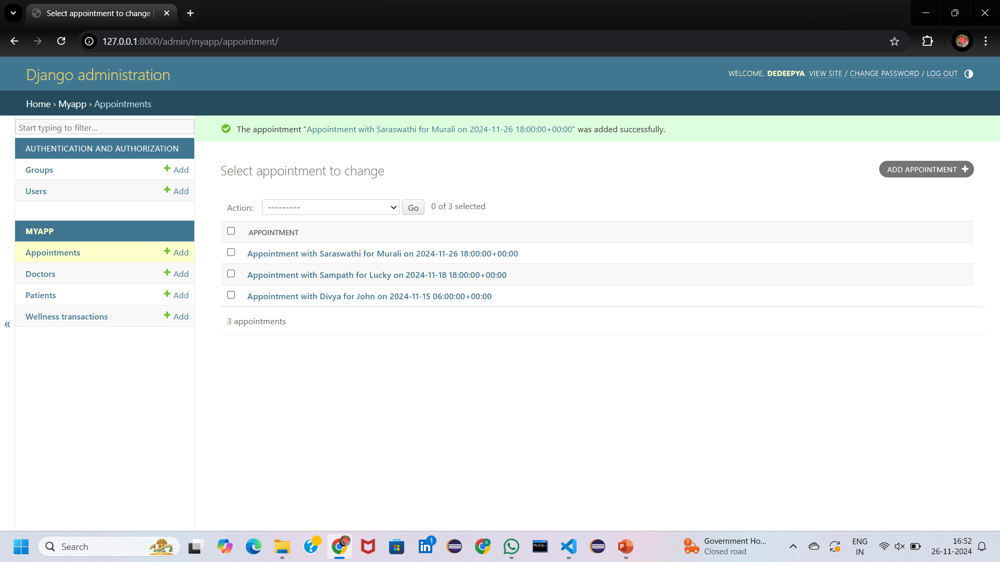 Select appointment to change |
127.0.0.1:8000/admin/myapp/appointment/
Django administration
WELCOME, DEDEEPYA. VIEW SITE / CHANGE PASSWORD / LOG OUT
Home › Myapp › Appointments
Start typing to filter...
The appointment “Appointment with Saraswathi for Murali on 2024-11-26 18:00:00+00:00” was added successfully.
AUTHENTICATION AND AUTHORIZATION
Groups Add
Users Add
MYAPP
Appointments Add
Doctors Add
Patients Add
Wellness transactions Add
«
Select appointment to change
ADD APPOINTMENT
Action: --------- Go 0 of 3 selected
APPOINTMENT
Appointment with Saraswathi for Murali on 2024-11-26 18:00:00+00:00
Appointment with Sampath for Lucky on 2024-11-18 18:00:00+00:00
Appointment with Divya for John on 2024-11-15 06:00:00+00:00
3 appointments
Search
1
D
MySQL
P
Government Ho...
Closed road
ENG
IN
16:52
26-11-2024